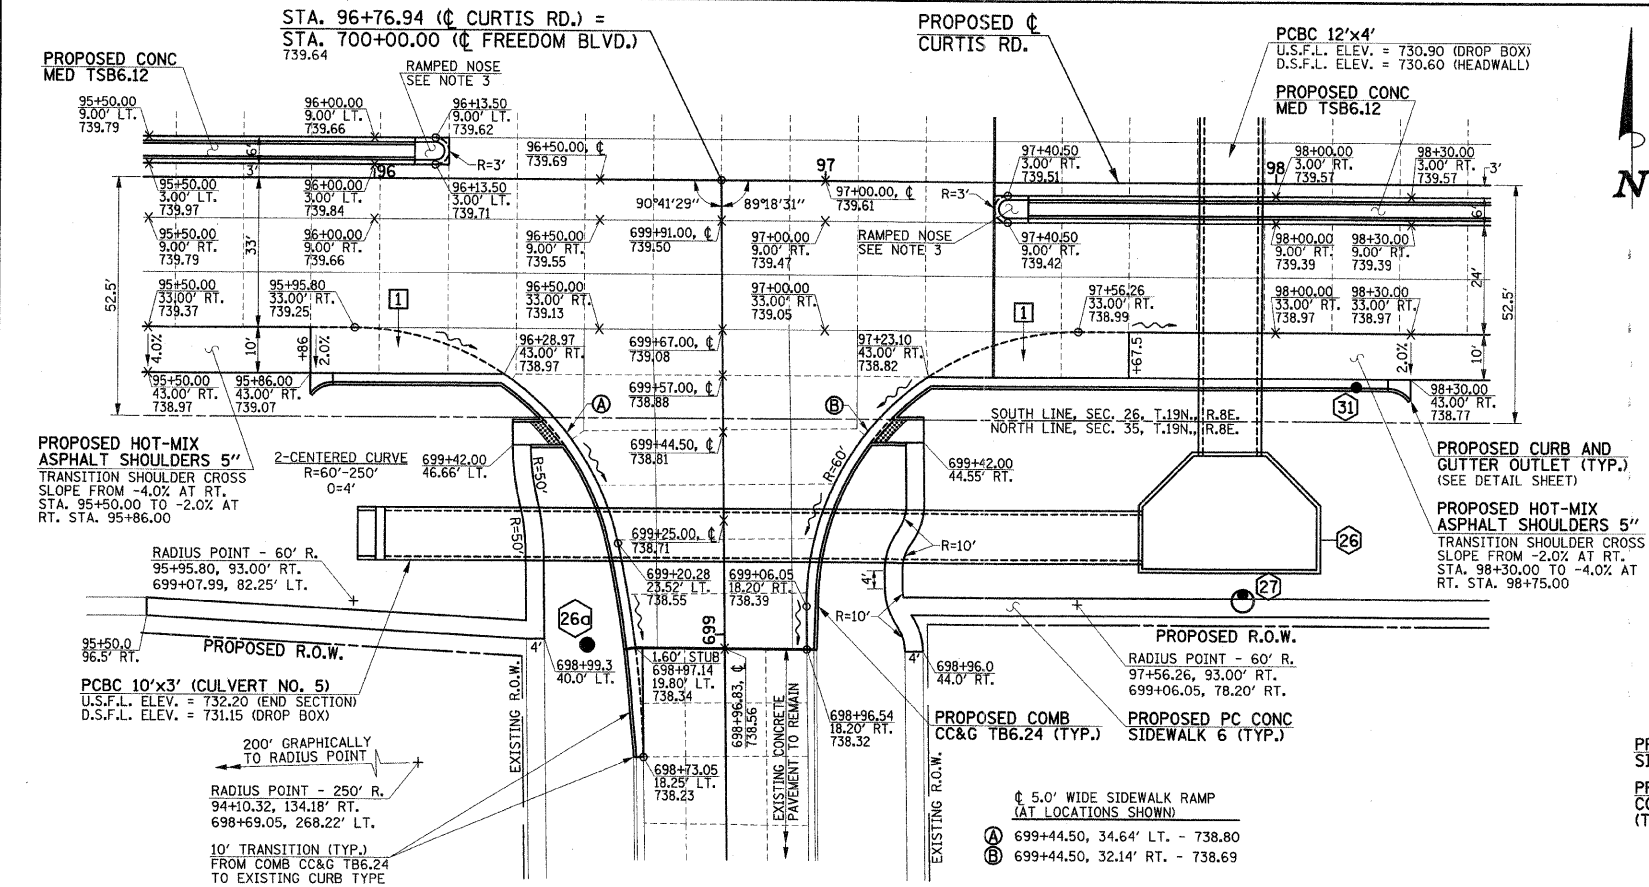 STA. 96+76.94 (℄ CURTIS RD.) =
STA. 700+00.00 (℄ FREEDOM BLVD.)
739.64
PROPOSED ℄
CURTIS RD.
PCBC 12'x4'
U.S.F.L. ELEV. = 730.90 (DROP BOX)
D.S.F.L. ELEV. = 730.60 (HEADWALL)
PROPOSED CONC
MED TSB6.12
RAMPED NOSE
SEE NOTE 3
PROPOSED CONC
MED TSB6.12
95+50.00
9.00' LT.
739.79
96+00.00
9.00' LT.
739.66
96+13.50
9.00' LT.
739.62
96+50.00, ℄
739.69
97
97+00.00, ℄
739.61
97+40.50
3.00' RT.
739.51
98
98+00.00
3.00' RT.
739.57
98+30.00
3.00' RT.
739.57
3'
N
6'
3'
96
R=3'
95+50.00
3.00' LT.
739.97
96+00.00
3.00' LT.
739.84
96+13.50
3.00' LT.
739.71
90°41'29"
89°18'31"
R=3'
6'
95+50.00
9.00' RT.
739.79
96+00.00
9.00' RT.
739.66
96+50.00
9.00' RT.
739.55
699+91.00, ℄
739.50
97+00.00
9.00' RT.
739.47
RAMPED NOSE
SEE NOTE 3
97+40.50
9.00' RT.
739.42
98+00.00
9.00' RT.
739.39
98+30.00
9.00' RT.
739.39
33'
52.5'
24'
52.5'
95+50.00
33.00' RT.
739.37
95+95.80
33.00' RT.
739.25
1
96+50.00
33.00' RT.
739.13
97+00.00
33.00' RT.
739.05
1
97+56.26
33.00' RT.
738.99
98+00.00
33.00' RT.
738.97
98+30.00
33.00' RT.
738.97
4.0%
10'
+86
2.0%
96+28.97
43.00' RT.
738.97
699+67.00, ℄
739.08
97+23.10
43.00' RT.
738.82
+67.5
2.0%
10'
95+50.00
43.00' RT.
738.97
95+86.00
43.00' RT.
739.07
699+57.00, ℄
738.88
A
B
31
98+30.00
43.00' RT.
738.77
SOUTH LINE, SEC. 26, T.19N., R.8E.
NORTH LINE, SEC. 35, T.19N., R.8E.
PROPOSED HOT-MIX
ASPHALT SHOULDERS 5"
TRANSITION SHOULDER CROSS
SLOPE FROM -4.0% AT RT.
STA. 95+50.00 TO -2.0% AT
RT. STA. 95+86.00
2-CENTERED CURVE
R=60'-250'
O=4'
699+42.00
46.66' LT.
R=50'
R=50'
699+44.50, ℄
738.81
R=60'
699+42.00
44.55' RT.
PROPOSED CURB AND
GUTTER OUTLET (TYP.)
(SEE DETAIL SHEET)
PROPOSED HOT-MIX
ASPHALT SHOULDERS 5"
TRANSITION SHOULDER CROSS
SLOPE FROM -2.0% AT RT.
STA. 98+30.00 TO -4.0% AT
RT. STA. 98+75.00
699+25.00, ℄
738.71
R=10'
26
RADIUS POINT - 60' R.
95+95.80, 93.00' RT.
699+07.99, 82.25' LT.
699+20.28
23.52' LT.
738.55
699+06.05
18.20' RT.
738.39
4'
R=10'
27
26a
699
95+50.0
96.5' RT.
PROPOSED R.O.W.
4'
698+99.3
40.0' LT.
1.60' STUB
698+97.14
19.80' LT.
738.34
698+96.83, ℄
738.56
4'
698+96.0
44.0' RT.
PROPOSED R.O.W.
RADIUS POINT - 60' R.
97+56.26, 93.00' RT.
699+06.05, 78.20' RT.
PCBC 10'x3' (CULVERT NO. 5)
U.S.F.L. ELEV. = 732.20 (END SECTION)
D.S.F.L. ELEV. = 731.15 (DROP BOX)
EXISTING R.O.W.
698+96.54
18.20' RT.
738.32
PROPOSED COMB
CC&G TB6.24 (TYP.)
PROPOSED PC CONC
SIDEWALK 6 (TYP.)
200' GRAPHICALLY
TO RADIUS POINT
698+73.05
18.25' LT.
738.23
EXISTING CONCRETE
PAVEMENT TO REMAIN
EXISTING R.O.W.
RADIUS POINT - 250' R.
94+10.32, 134.18' RT.
698+69.05, 268.22' LT.
10' TRANSITION (TYP.)
FROM COMB CC&G TB6.24
TO EXISTING CURB TYPE
℄ 5.0' WIDE SIDEWALK RAMP
(AT LOCATIONS SHOWN)
A 699+44.50, 34.64' LT. - 738.80
B 699+44.50, 32.14' RT. - 738.69